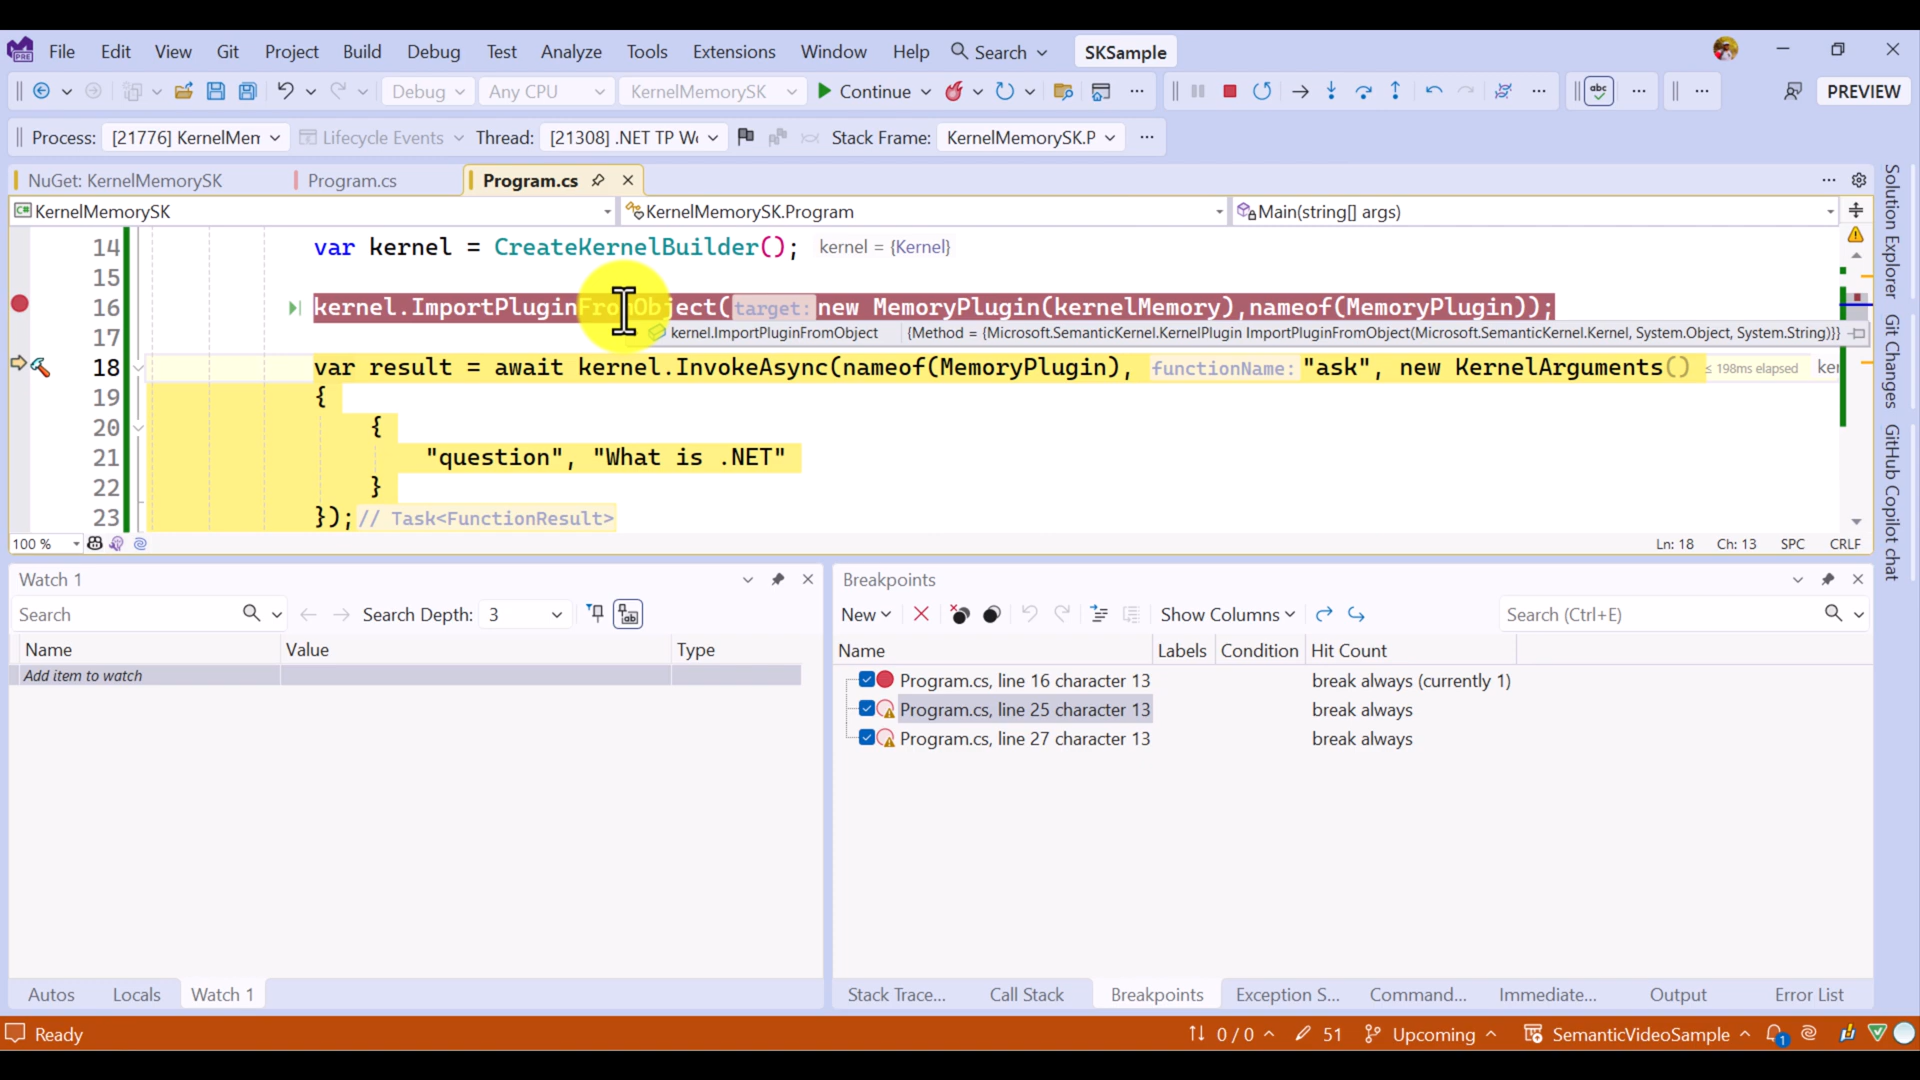 PRE File Edit View Git Project Build Debug Test Analyze Tools Extensions Window Help Search SKSample
Debug Any CPU KernelMemorySK Continue abc PREVIEW
Process: [21776] KernelMem Lifecycle Events Thread: [21308] .NET TP Wo Stack Frame: KernelMemorySK.P
NuGet: KernelMemorySK Program.cs Program.cs
KernelMemorySK KernelMemorySK.Program Main(string[] args)
14 var kernel = CreateKernelBuilder(); kernel = {Kernel}
15
16 kernel.ImportPluginFromObject(target: new MemoryPlugin(kernelMemory),nameof(MemoryPlugin));
17 kernel.ImportPluginFromObject {Method = {Microsoft.SemanticKernel.KernelPlugin ImportPluginFromObject(Microsoft.SemanticKernel.Kernel, System.Object, System.String)}}
18 var result = await kernel.InvokeAsync(nameof(MemoryPlugin), functionName: "ask", new KernelArguments() ≤ 198ms elapsed ker
19 {
20 {
21 "question", "What is .NET"
22 }
23 });// Task<FunctionResult>
100 % Ln: 18 Ch: 13 SPC CRLF
Solution Explorer
Git Changes
GitHub Copilot chat
Watch 1
Search Search Depth: 3
Name Value Type
Add item to watch
Autos Locals Watch 1
Breakpoints
New Show Columns Search (Ctrl+E)
Name Labels Condition Hit Count
Program.cs, line 16 character 13 break always (currently 1)
Program.cs, line 25 character 13 break always
Program.cs, line 27 character 13 break always
Stack Trace... Call Stack Breakpoints Exception S... Command... Immediate... Output Error List
Ready 0 / 0 51 Upcoming SemanticVideoSample 1